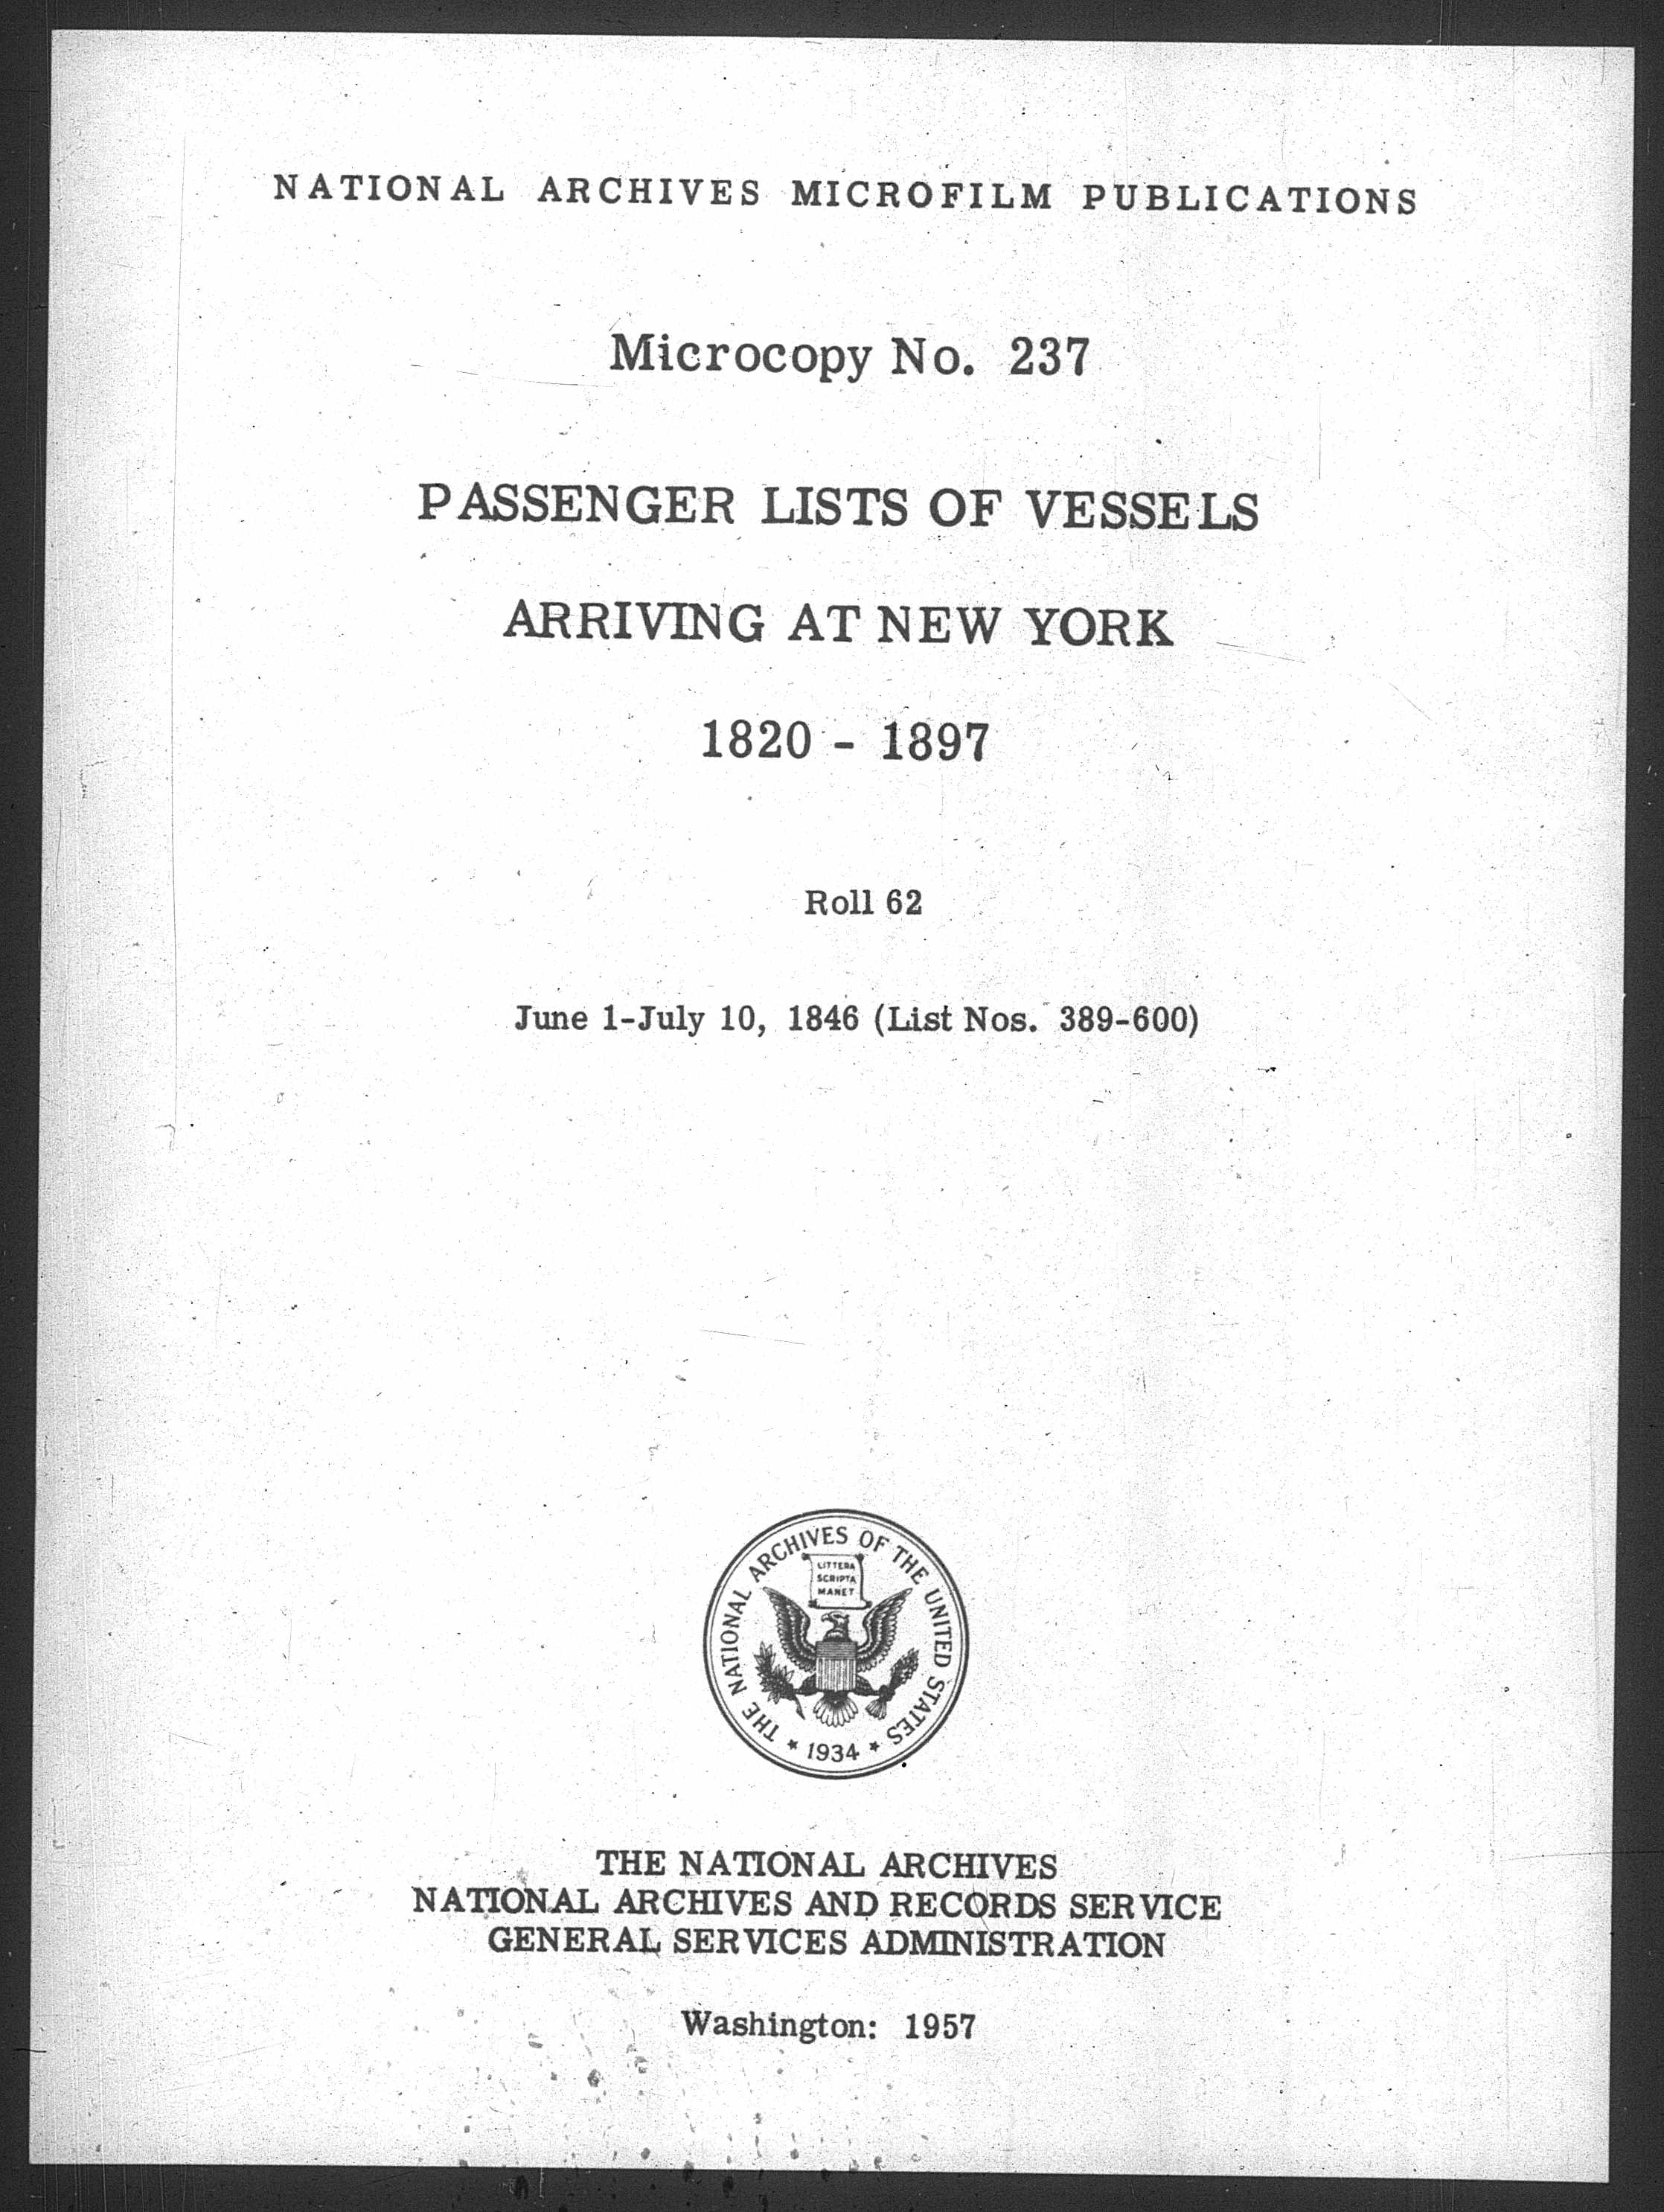 NATIONAL ARCHIVES MICROFILM PUBLICATIONS
Microcopy No. 237
PASSENGER LISTS OF VESSELS
ARRIVING AT NEW YORK
1820 - 1897
Roll 62
June 1-July 10, 1846 (List Nos. 389-600)
THE NATIONAL ARCHIVES OF THE UNITED STATES
LITTERA
SCRIPTA
MANET
★ 1934 ★
THE NATIONAL ARCHIVES
NATIONAL ARCHIVES AND RECORDS SERVICE
GENERAL SERVICES ADMINISTRATION
Washington: 1957